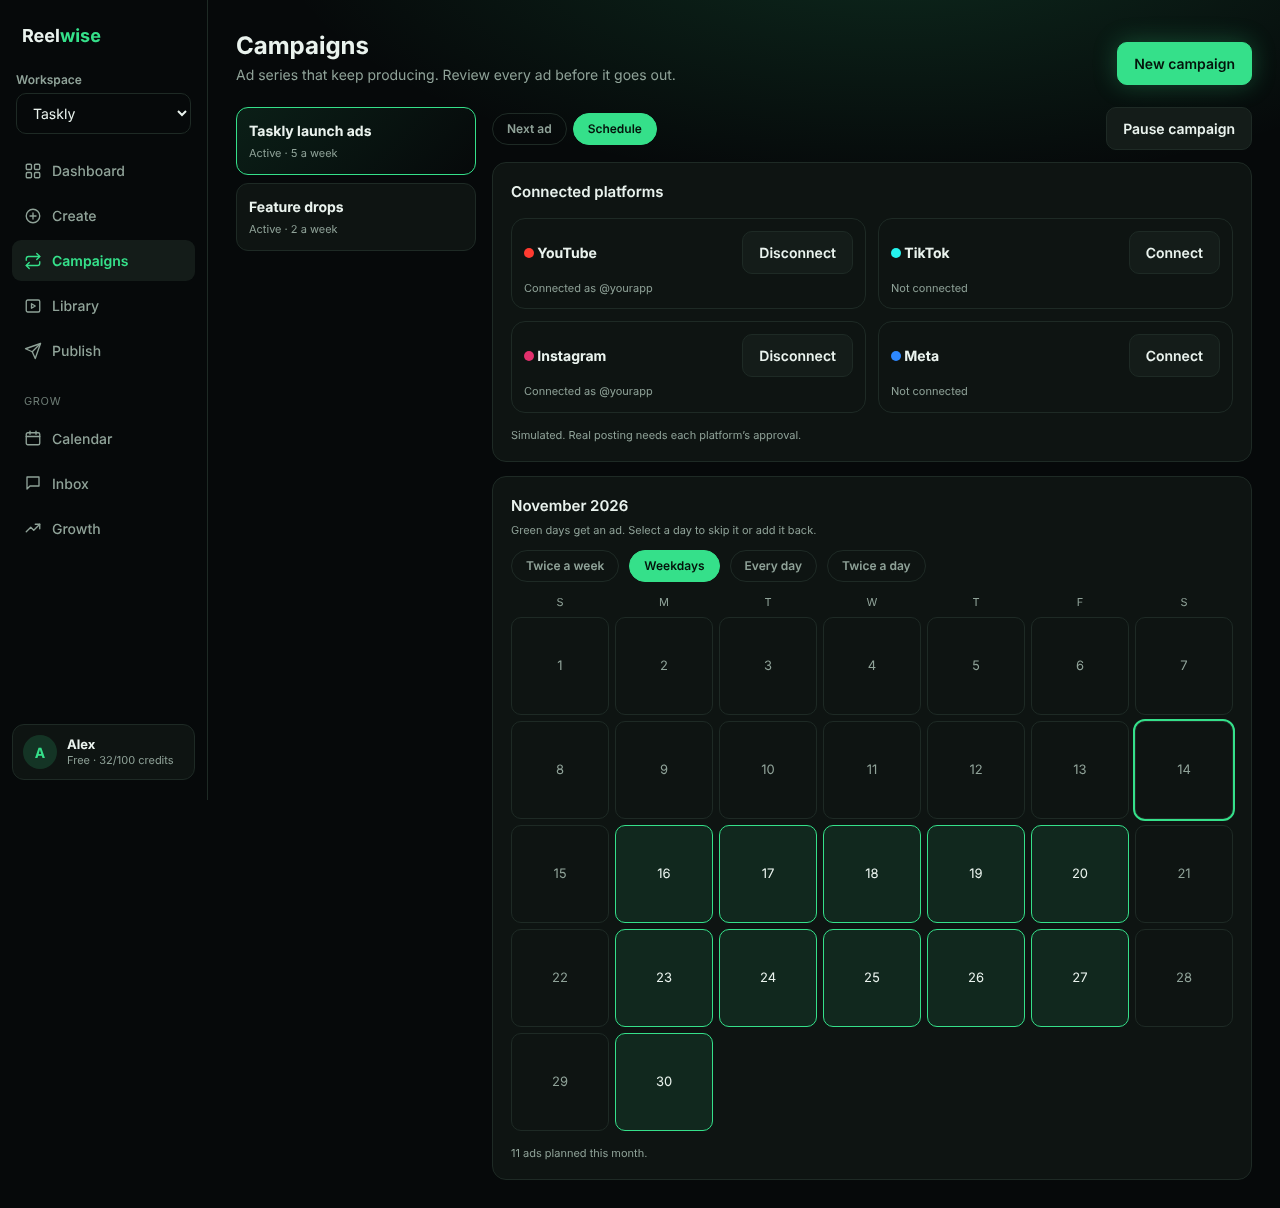 Reelwise
Workspace
Taskly
Dashboard
Create
Campaigns
Library
Publish
GROW
Calendar
Inbox
Growth
A
Alex
Free · 32/100 credits
Campaigns
Ad series that keep producing. Review every ad before it goes out.
New campaign
Taskly launch ads
Active · 5 a week
Feature drops
Active · 2 a week
Next ad
Schedule
Pause campaign
Connected platforms
YouTube
Disconnect
Connected as @yourapp
TikTok
Connect
Not connected
Instagram
Disconnect
Connected as @yourapp
Meta
Connect
Not connected
Simulated. Real posting needs each platform’s approval.
November 2026
Green days get an ad. Select a day to skip it or add it back.
Twice a week
Weekdays
Every day
Twice a day
S M T W T F S
1 2 3 4 5 6 7
8 9 10 11 12 13 14
15 16 17 18 19 20 21
22 23 24 25 26 27 28
29 30
11 ads planned this month.